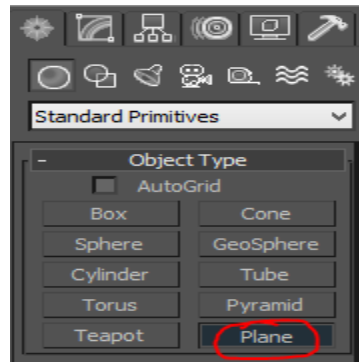 Standard Primitives
- Object Type
AutoGrid
Box Cone
Sphere GeoSphere
Cylinder Tube
Torus Pyramid
Teapot Plane